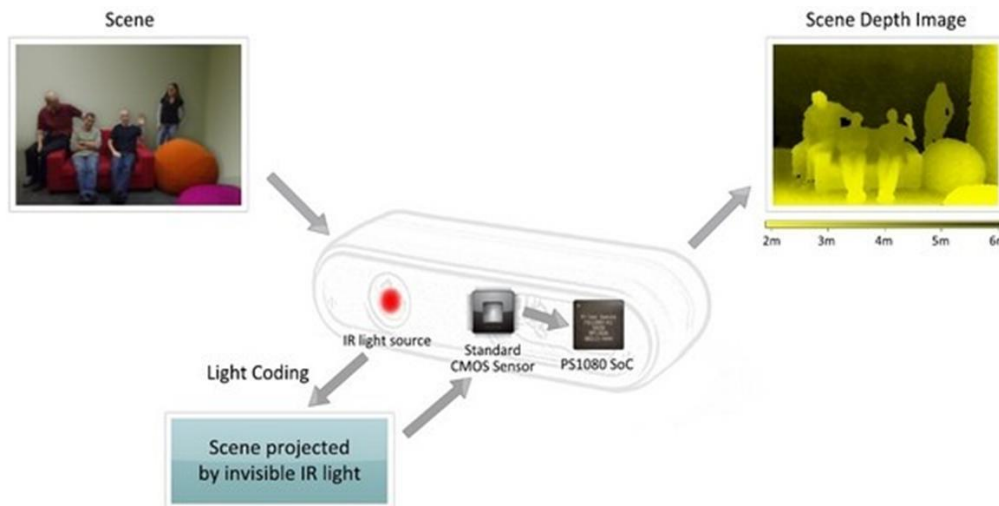 Scene
Scene Depth Image
2m 3m 4m 5m
IR light source
Standard
CMOS Sensor
PS1080 SoC
Light Coding
Scene projected
by invisible IR light